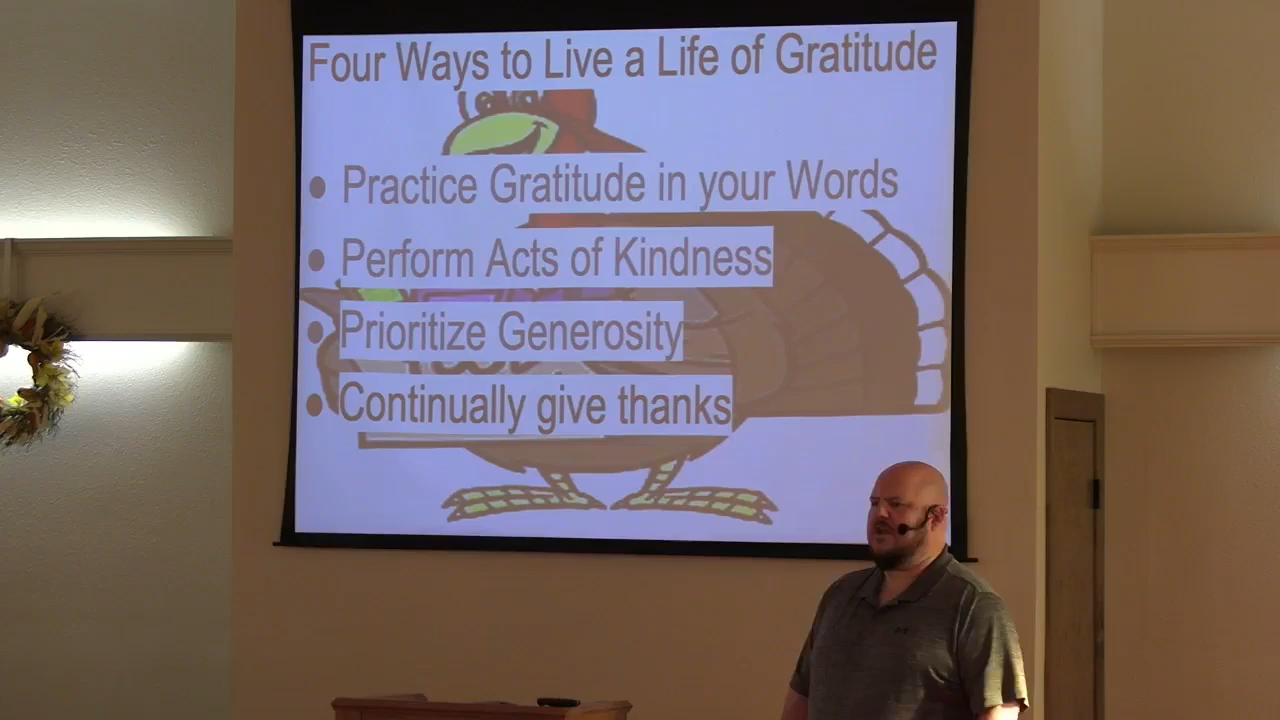 Four Ways to Live a Life of Gratitude
• Practice Gratitude in your Words
• Perform Acts of Kindness
• Prioritize Generosity
• Continually give thanks